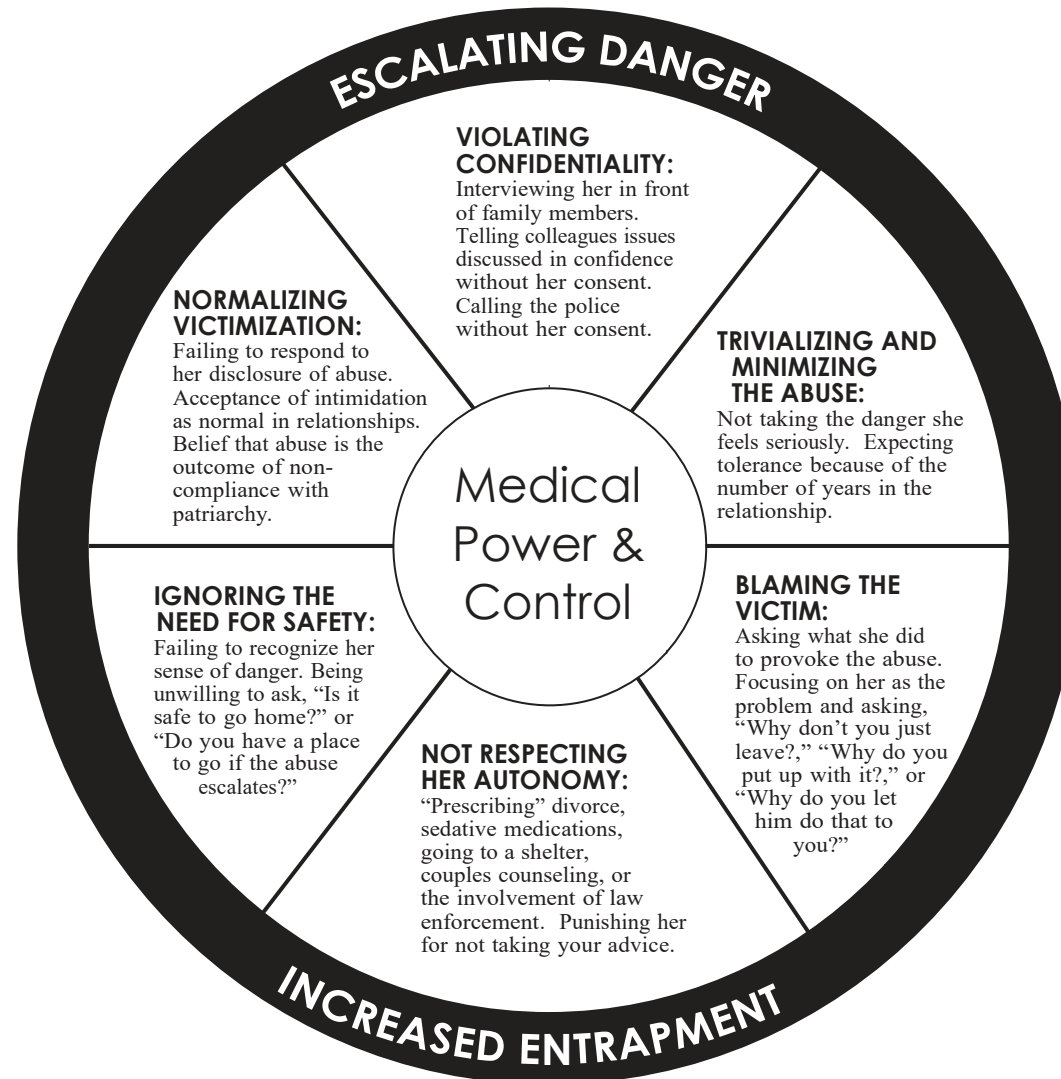 ESCALATING DANGER
VIOLATING
CONFIDENTIALITY:
Interviewing her in front
of family members.
Telling colleagues issues
discussed in confidence
without her consent.
Calling the police
without her consent.
TRIVIALIZING AND
MINIMIZING
THE ABUSE:
Not taking the danger she
feels seriously.  Expecting
tolerance because of the
number of years in the
relationship.
BLAMING THE
VICTIM:
Asking what she did
to provoke the abuse.
Focusing on her as the
problem and asking,
“Why don’t you just
leave?,” “Why do you
put up with it?,” or
“Why do you let
him do that to
you?”
NOT RESPECTING
HER AUTONOMY:
“Prescribing” divorce,
sedative medications,
going to a shelter,
couples counseling, or
the involvement of law
enforcement.  Punishing her
for not taking your advice.
IGNORING THE
NEED FOR SAFETY:
Failing to recognize her
sense of danger. Being
unwilling to ask, “Is it
safe to go home?” or
“Do you have a place
to go if the abuse
escalates?”
NORMALIZING
VICTIMIZATION:
Failing to respond to
her disclosure of abuse.
Acceptance of intimidation
as normal in relationships.
Belief that abuse is the
outcome of non-
compliance with
patriarchy.
Medical
Power &
Control
INCREASED ENTRAPMENT